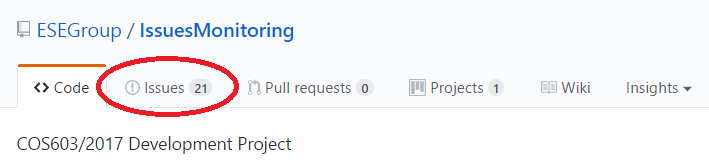 ESEGroup / IssuesMonitoring
Code Issues 21 Pull requests 0 Projects 1 Wiki Insights
COS603/2017 Development Project